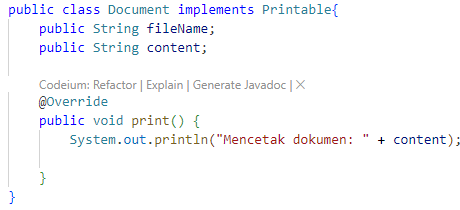 public class Document implements Printable{
    public String fileName;
    public String content;

    Codeium: Refactor | Explain | Generate Javadoc | ×
    @Override
    public void print() {
        System.out.println("Mencetak dokumen: " + content);

    }
}